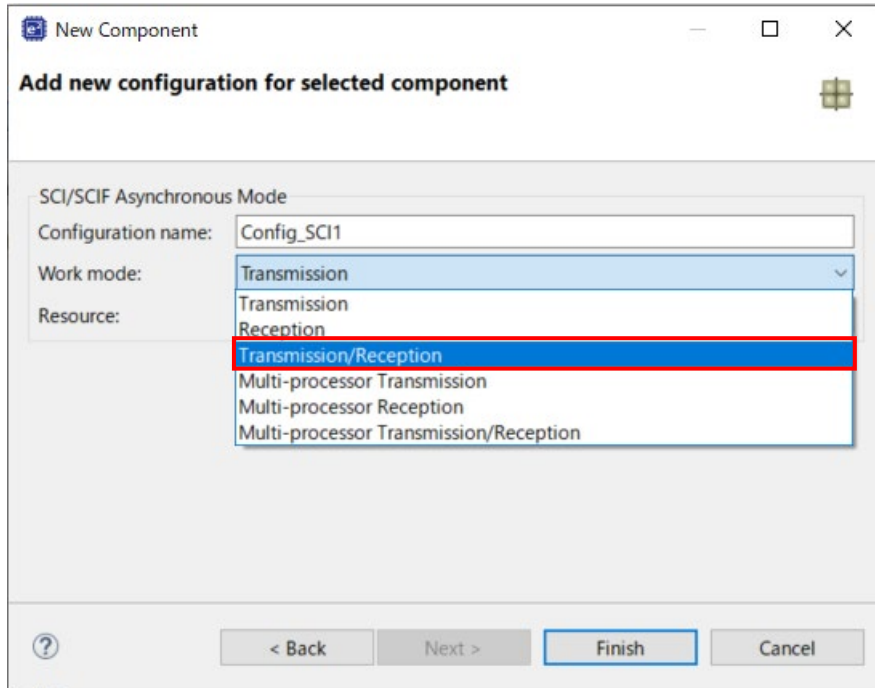 New Component
Add new configuration for selected component
SCI/SCIF Asynchronous Mode
Configuration name: Config_SCI1
Work mode: Transmission
Resource:
Transmission
Reception
Transmission/Reception
Multi-processor Transmission
Multi-processor Reception
Multi-processor Transmission/Reception
? < Back Next > Finish Cancel